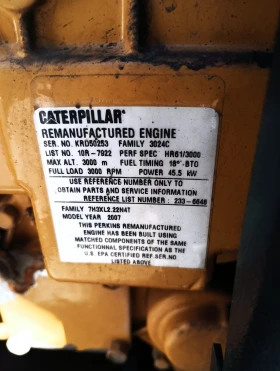 CATERPILLAR®
REMANUFACTURED ENGINE
SER. NO. KRD50253 FAMILY 3024C
LIST NO. 10R-7922 PERF SPEC HR61/3000
MAX ALT. 3000 m FUEL TIMING 18°-BTD
FULL LOAD 3000 RPM POWER 45.5 kW
USE REFERENCE NUMBER ONLY TO
OBTAIN PARTS AND SERVICE INFORMATION
REFERENCE LIST NUMBER : 233-6648
FAMILY 7H3XL2.22N4T
MODEL YEAR 2007
THIS PERKINS REMANUFACTURED
ENGINE HAS BEEN BUILT USING
MATCHED COMPONENTS OF THE SAME
FUNCTIONNAL SPECIFICATION AS THE
U.S. EPA CERTIFIED REF.SER.NO.
LISTED ABOVE